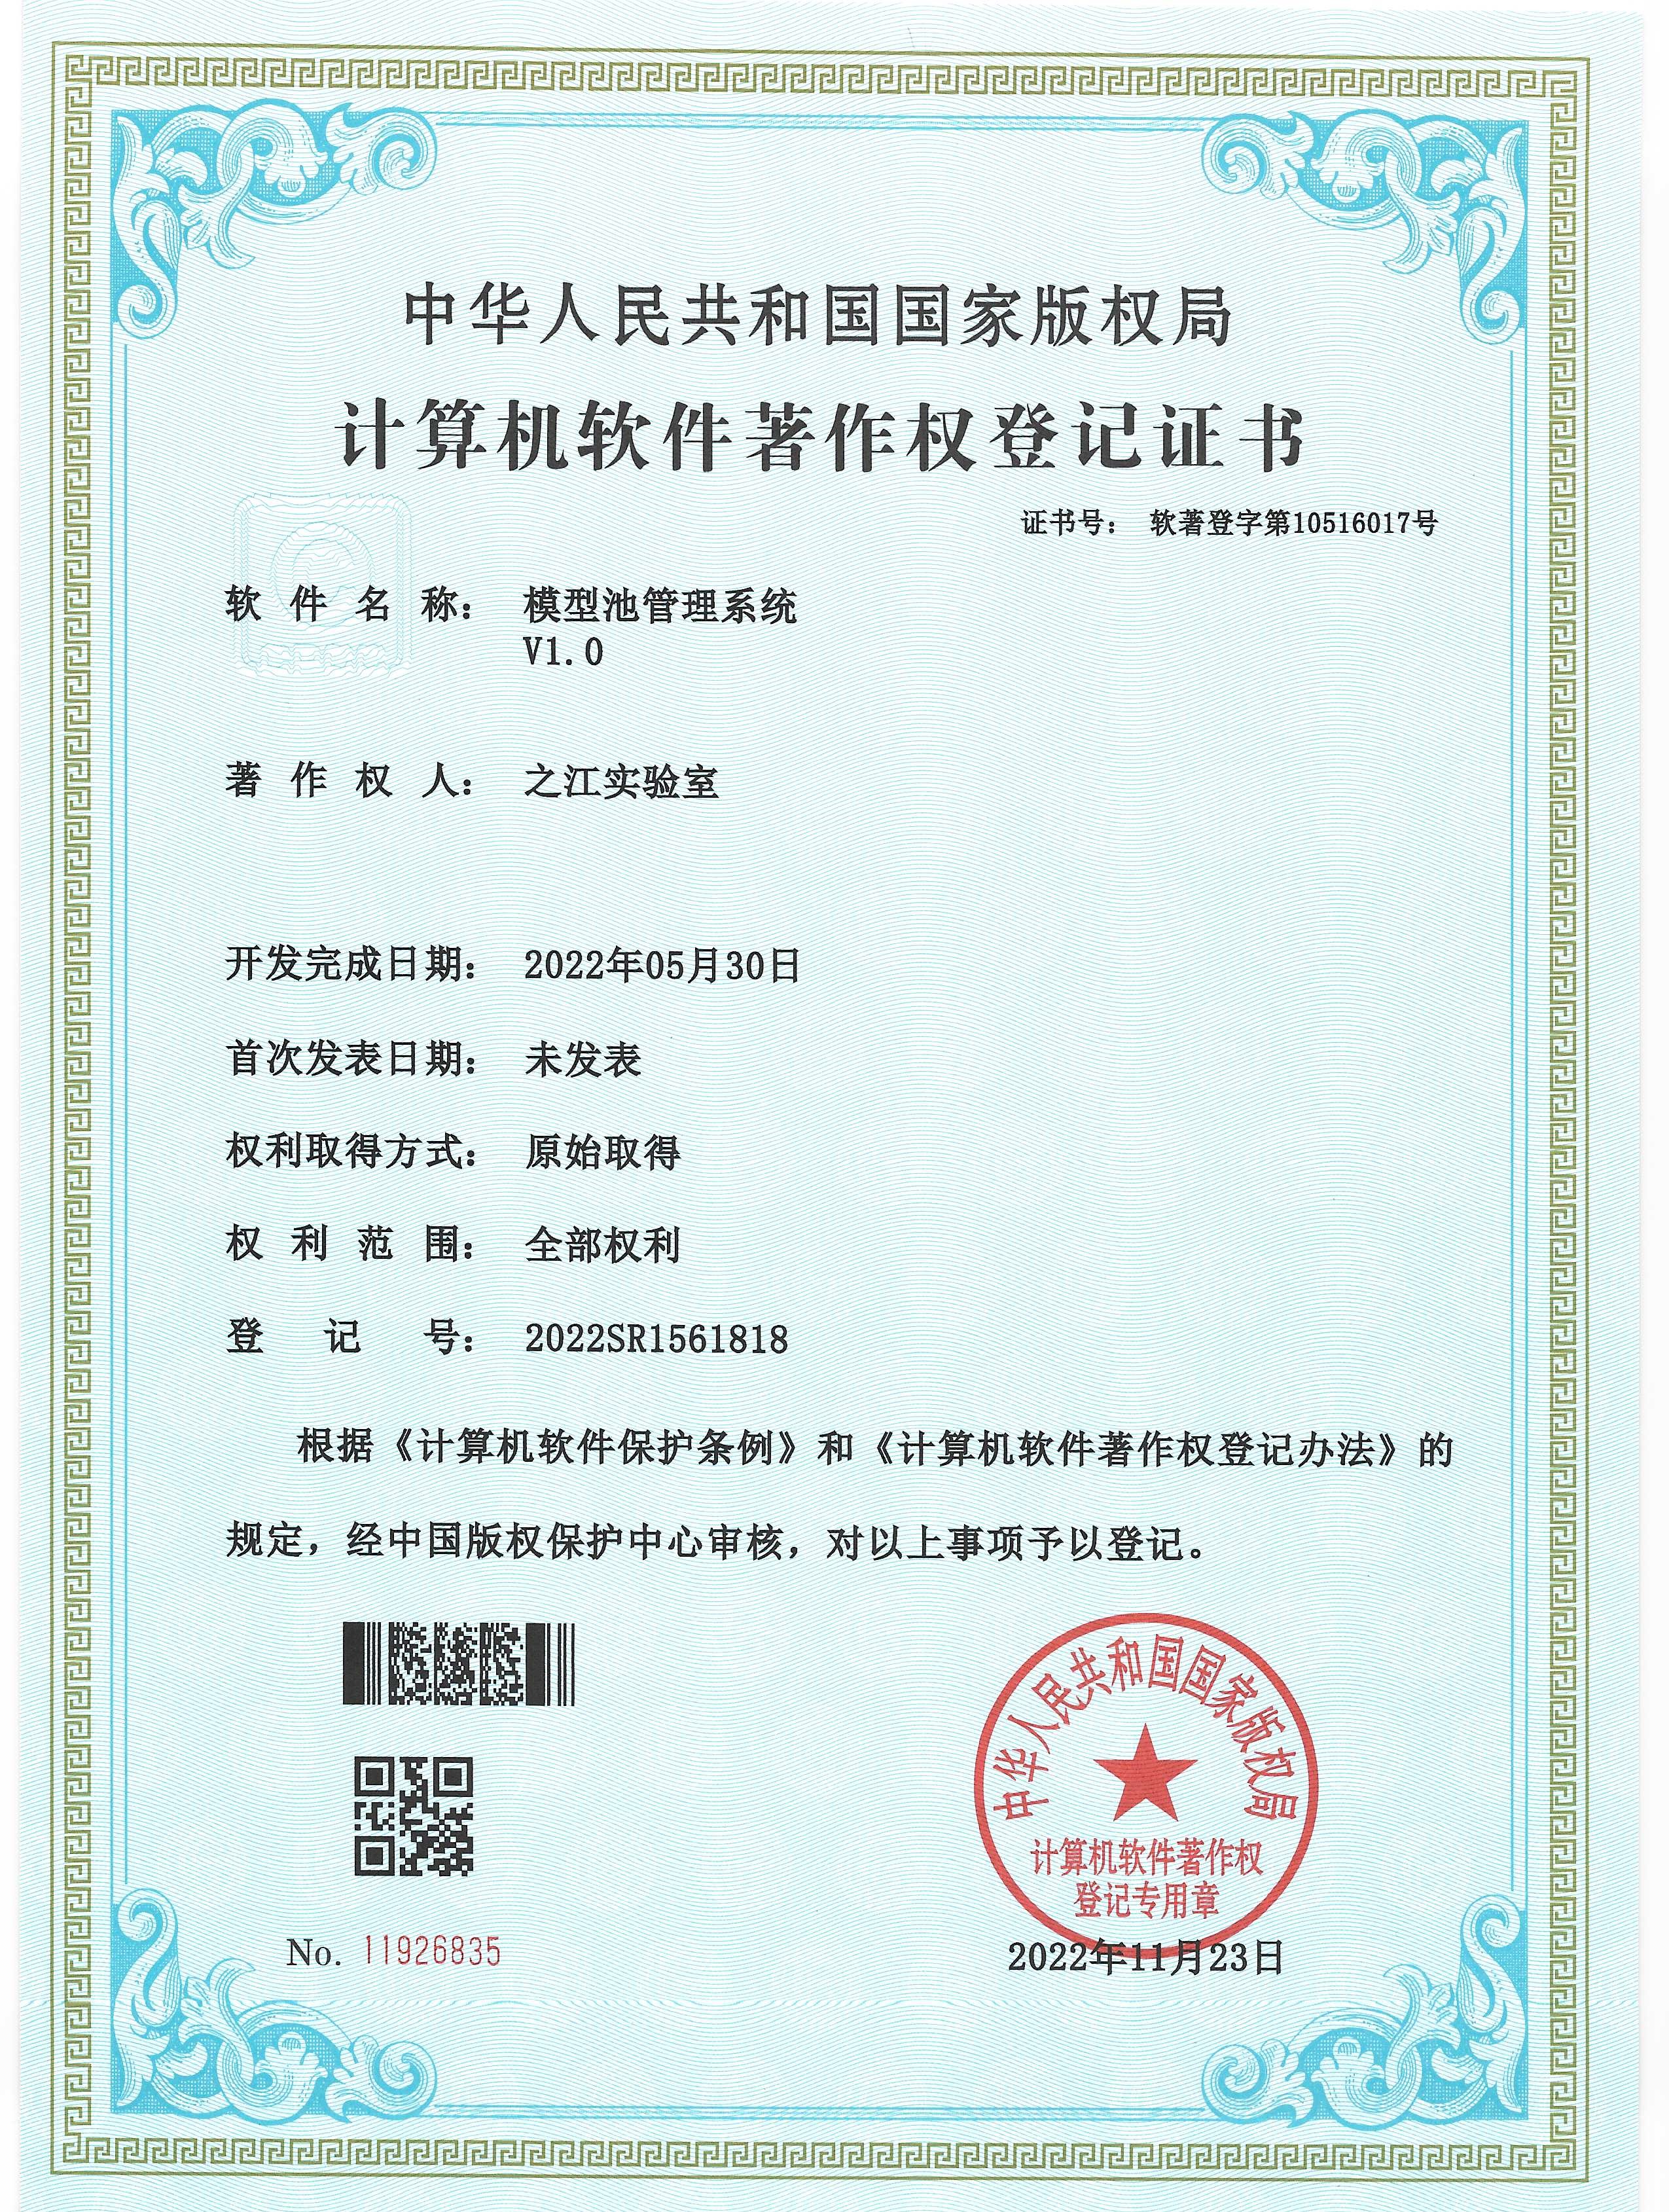 中华人民共和国国家版权局
计算机软件著作权登记证书
证书号： 软著登字第10516017号
软件名称： 模型池管理系统
V1.0
著作权人： 之江实验室
开发完成日期： 2022年05月30日
首次发表日期： 未发表
权利取得方式： 原始取得
权利范围： 全部权利
登记号： 2022SR1561818
根据《计算机软件保护条例》和《计算机软件著作权登记办法》的
规定，经中国版权保护中心审核，对以上事项予以登记。
中华人民共和国国家版权局
计算机软件著作权
登记专用章
No. 11926835
2022年11月23日